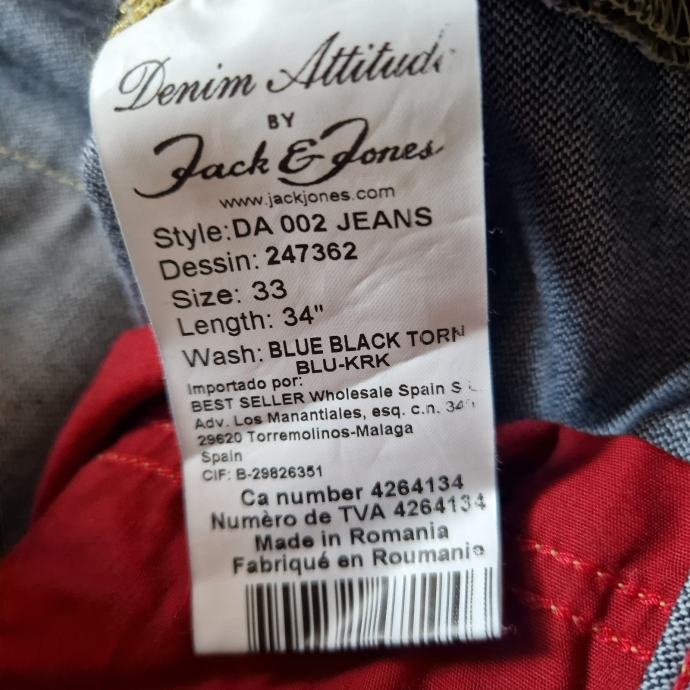 Denim Attitude
BY
Jack & Jones
www.jackjones.com
Style:DA 002 JEANS
Dessin: 247362
Size: 33
Length: 34"
Wash: BLUE BLACK TORN
BLU-KRK
Importado por:
BEST SELLER Wholesale Spain S
Adv. Los Manantiales, esq. c.n.
29620 Torremolinos-Malaga
Spain
CIF: B-29826351
Ca number 4264134
Numèro de TVA 4264134
Made in Romania
Fabriqué en Roumanie